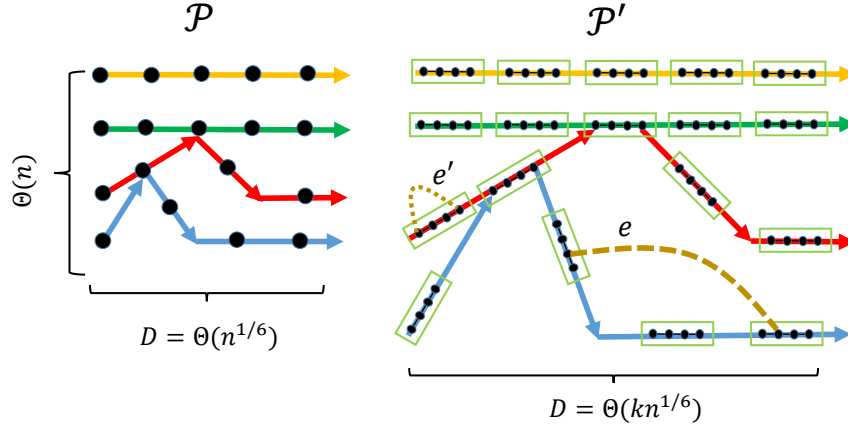 𝒫
𝒫′
Θ(n)
e′
e
D = Θ(n^{1/6})
D = Θ(kn^{1/6})